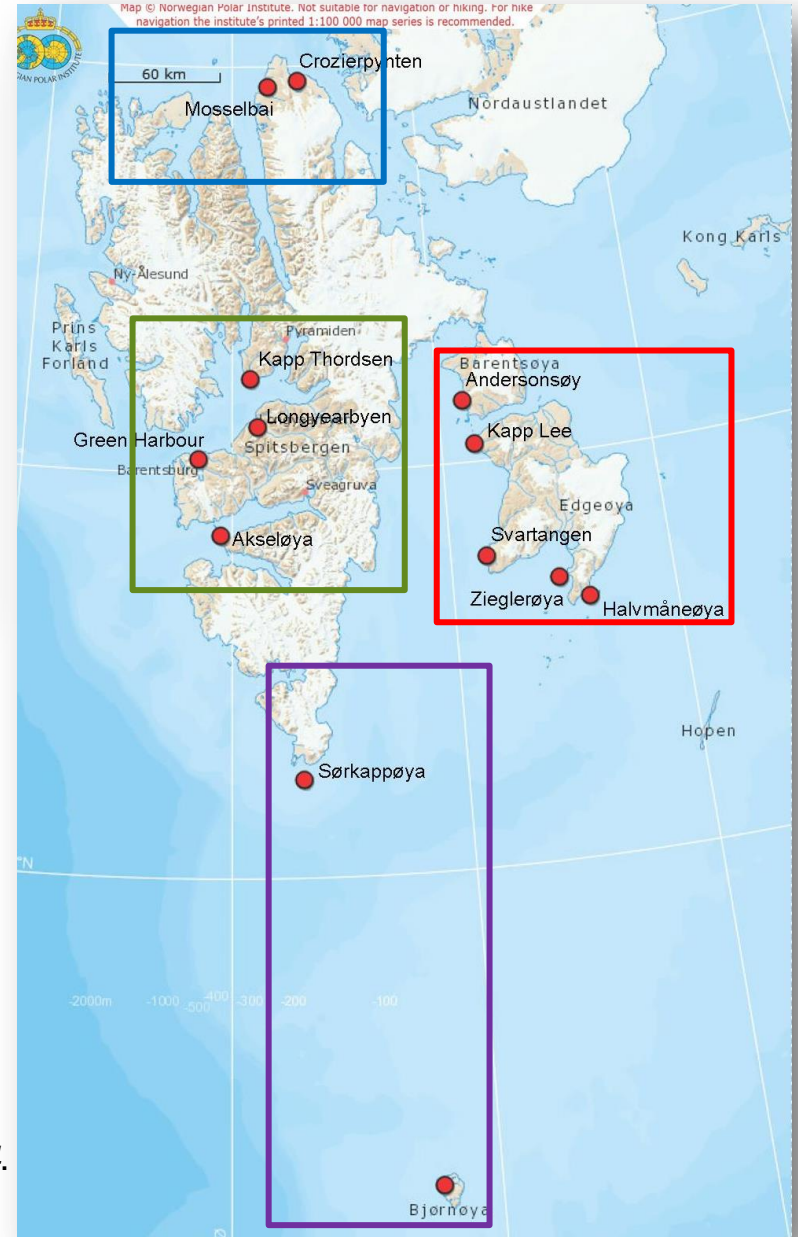 Map © Norwegian Polar Institute. Not suitable for navigation or hiking. For hike
navigation the institute's printed 1:100 000 map series is recommended.
POLAR INSTITUTE
60 km
Crozierpynten
Mosselbai
Nordaustlandet
Kong Karls
Ny-Ålesund
Prins
Karls
Forland
Pyramiden
Kapp Thordsen
Barentsøya
Andersonsøy
Longyearbyen
Green Harbour
Spitsbergen
Kapp Lee
Barentsburg
Sveagruva
Edgeøya
Akseløya
Svartangen
Zieglerøya
Halvmåneøya
Hopen
Sørkappøya
°N
-2000m
-1000
-500
-400
-300
-200
-100
Bjørnøya